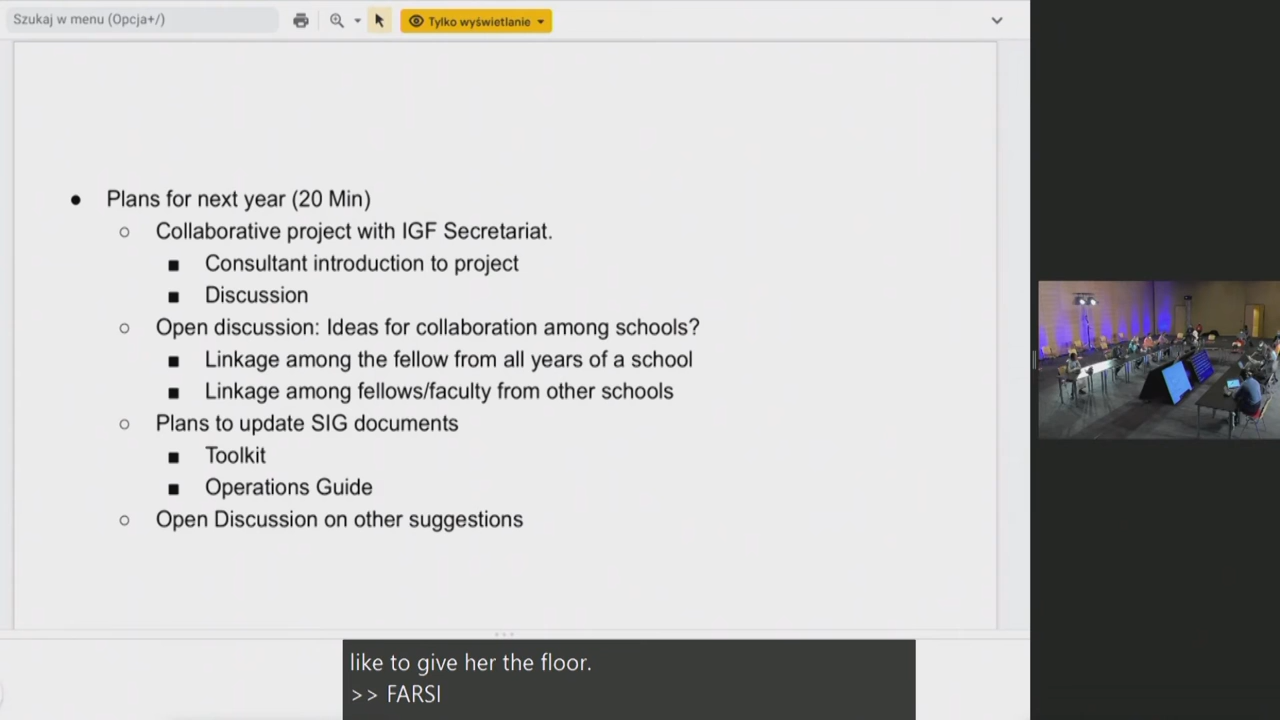 Szukaj w menu (Opcja+/)
Tylko wyświetlanie
Plans for next year (20 Min)
Collaborative project with IGF Secretariat.
Consultant introduction to project
Discussion
Open discussion: Ideas for collaboration among schools?
Linkage among the fellow from all years of a school
Linkage among fellows/faculty from other schools
Plans to update SIG documents
Toolkit
Operations Guide
Open Discussion on other suggestions
like to give her the floor.
>> FARSI